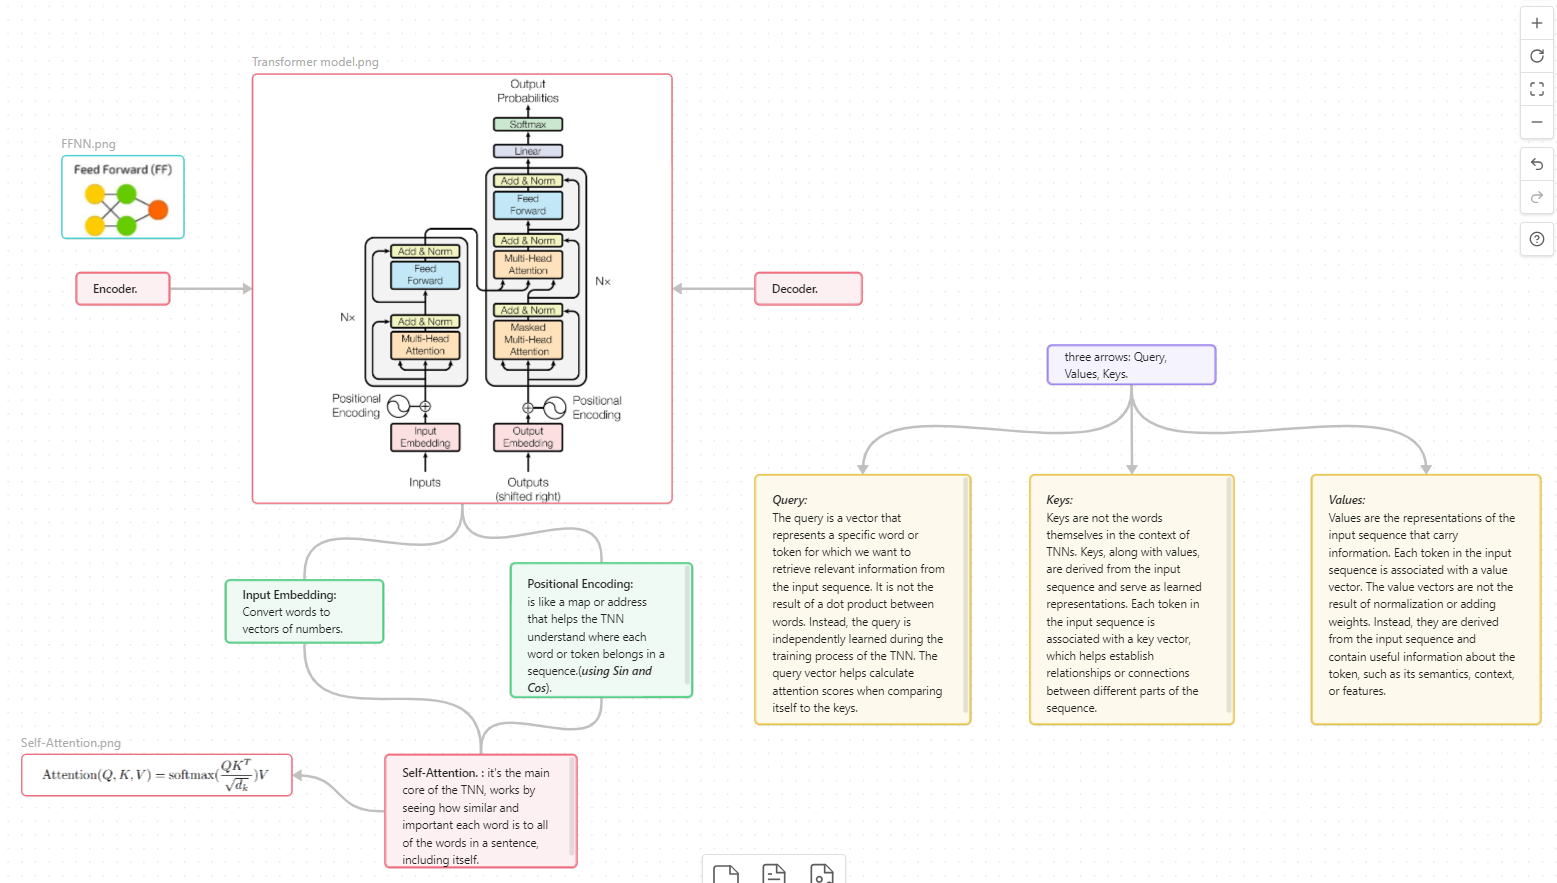 Transformer model.png
Output
Probabilities
Softmax
Linear
Add & Norm
Feed
Forward
Add & Norm
Multi-Head
Attention
Add & Norm
Masked
Multi-Head
Attention
Nx
Add & Norm
Feed
Forward
Nx
Add & Norm
Multi-Head
Attention
Positional
Encoding
Positional
Encoding
Input
Embedding
Output
Embedding
Inputs
Outputs
(shifted right)
FFNN.png
Feed Forward (FF)
Encoder.
Decoder.
three arrows: Query,
Values, Keys.
Query:
The query is a vector that
represents a specific word or
token for which we want to
retrieve relevant information from
the input sequence. It is not the
result of a dot product between
words. Instead, the query is
independently learned during the
training process of the TNN. The
query vector helps calculate
attention scores when comparing
itself to the keys.
Keys:
Keys are not the words
themselves in the context of
TNNs. Keys, along with values,
are derived from the input
sequence and serve as learned
representations. Each token in
the input sequence is
associated with a key vector,
which helps establish
relationships or connections
between different parts of the
sequence.
Values:
Values are the representations of the
input sequence that carry
information. Each token in the input
sequence is associated with a value
vector. The value vectors are not the
result of normalization or adding
weights. Instead, they are derived
from the input sequence and
contain useful information about the
token, such as its semantics, context,
or features.
Input Embedding:
Convert words to
vectors of numbers.
Positional Encoding:
is like a map or address
that helps the TNN
understand where each
word or token belongs in a
sequence.(using Sin and
Cos).
Self-Attention.png
Attention(Q, K, V) = softmax(QK^T/√d_k)V
Self-Attention. : it's the main
core of the TNN, works by
seeing how similar and
important each word is to all
of the words in a sentence,
including itself.